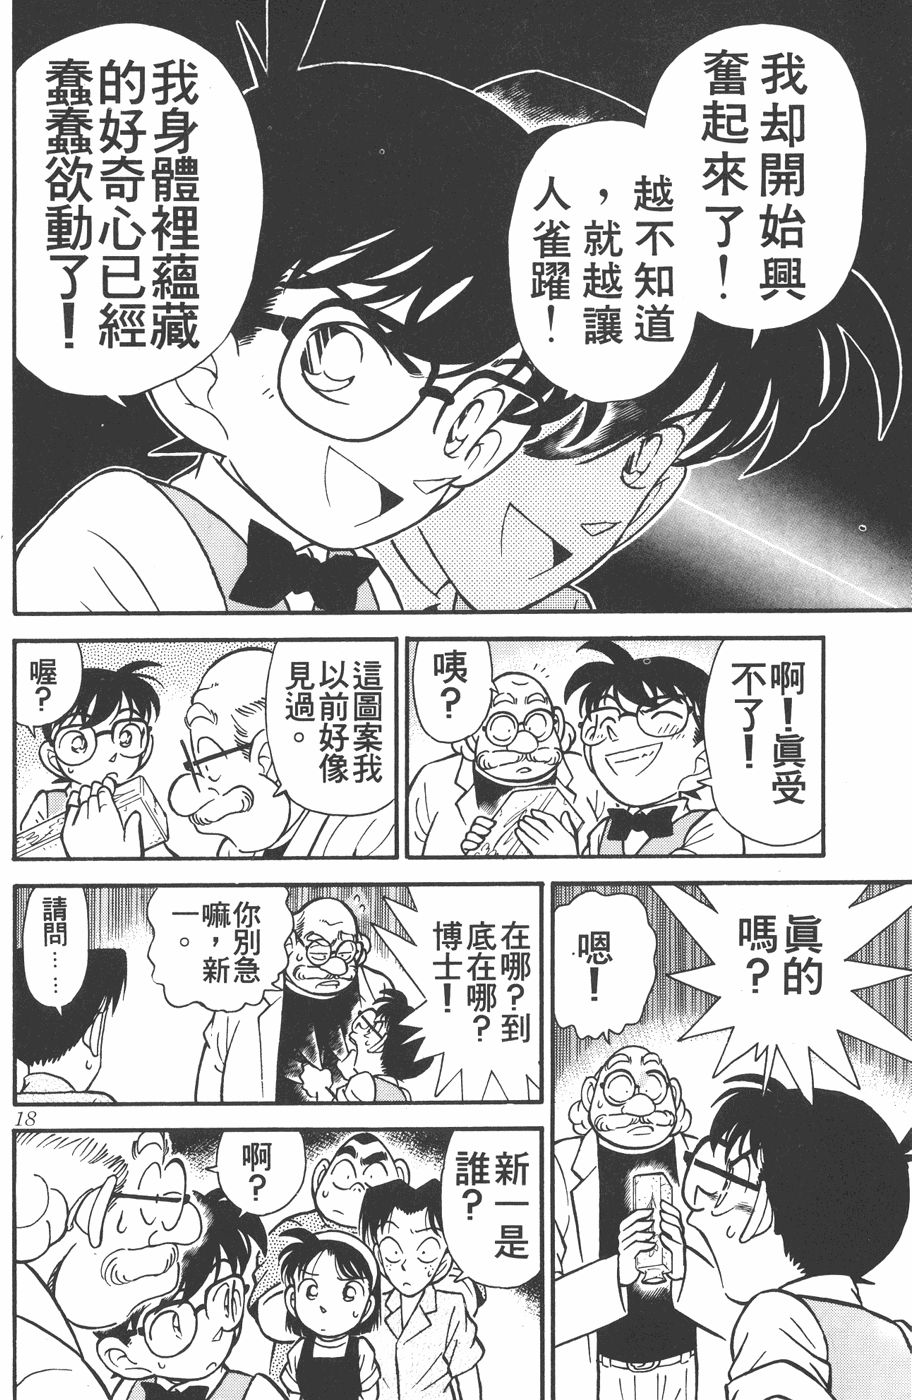 我却開始興
奮起來了！
越不知道
，就越讓
人雀躍！
我身體裡蘊藏
的好奇心已經
蠢蠢欲動了！
啊！眞受
不了！
咦？
這圖案我
以前好像
見過。
喔？
眞的
嗎？
嗯！
在哪？到
底在哪？
博士！
你別急
嘛，新
一。
請問……
新一是
誰？
啊？
18